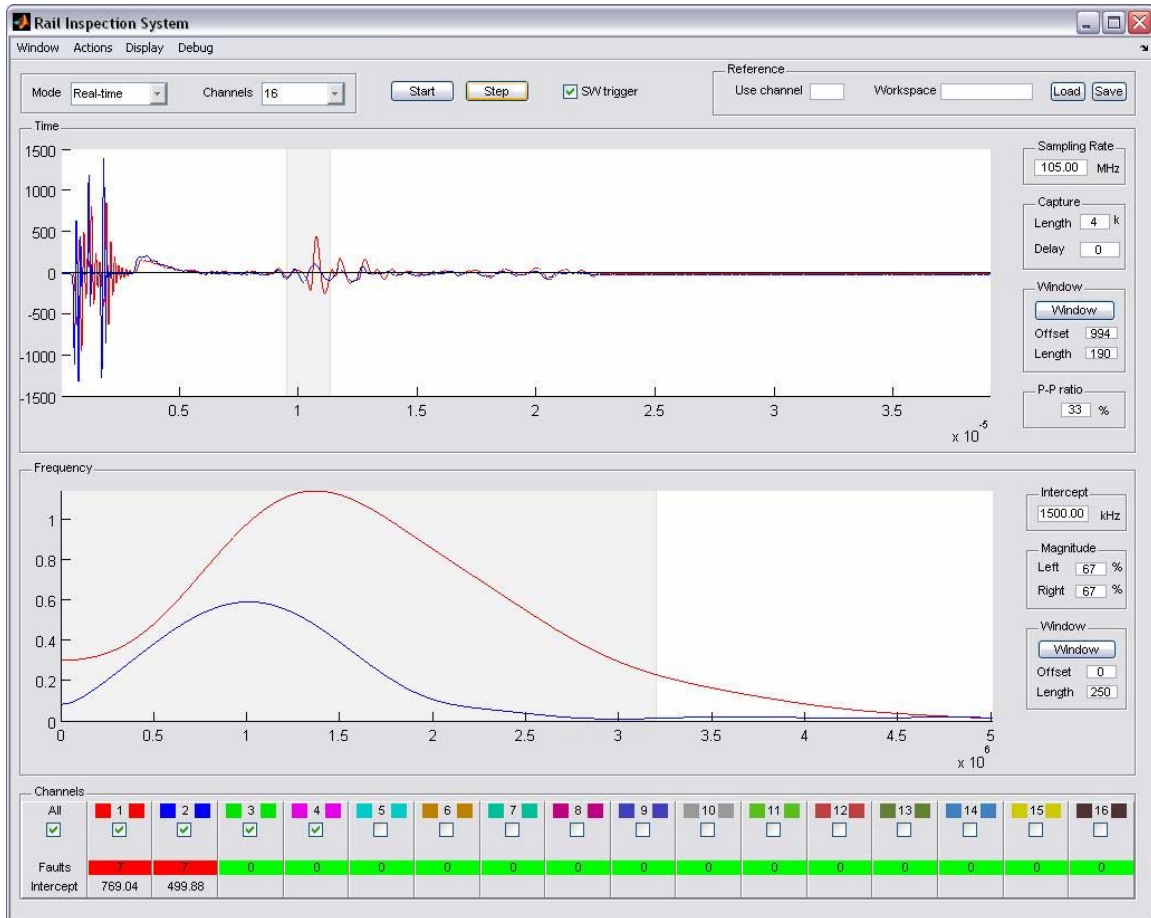 Rail Inspection System
Window Actions Display Debug
Reference
Mode Real-time Channels 16 Start Step SW trigger Use channel Workspace Load Save
Time
1500
1000
500
0
-500
-1000
-1500
0.5 1 1.5 2 2.5 3 3.5
x 10-5
Sampling Rate
105.00 MHz
Capture
Length 4 k
Delay 0
Window
Window
Offset 994
Length 190
P-P ratio
33 %
Frequency
1
0.8
0.6
0.4
0.2
0
0 0.5 1 1.5 2 2.5 3 3.5 4 4.5 5
x 106
Intercept
1500.00 kHz
Magnitude
Left 67 %
Right 67 %
Window
Window
Offset 0
Length 250
Channels
All 1 2 3 4 5 6 7 8 9 10 11 12 13 14 15 16
Faults 7 7 0 0 0 0 0 0 0 0 0 0 0 0 0 0
Intercept 769.04 499.88